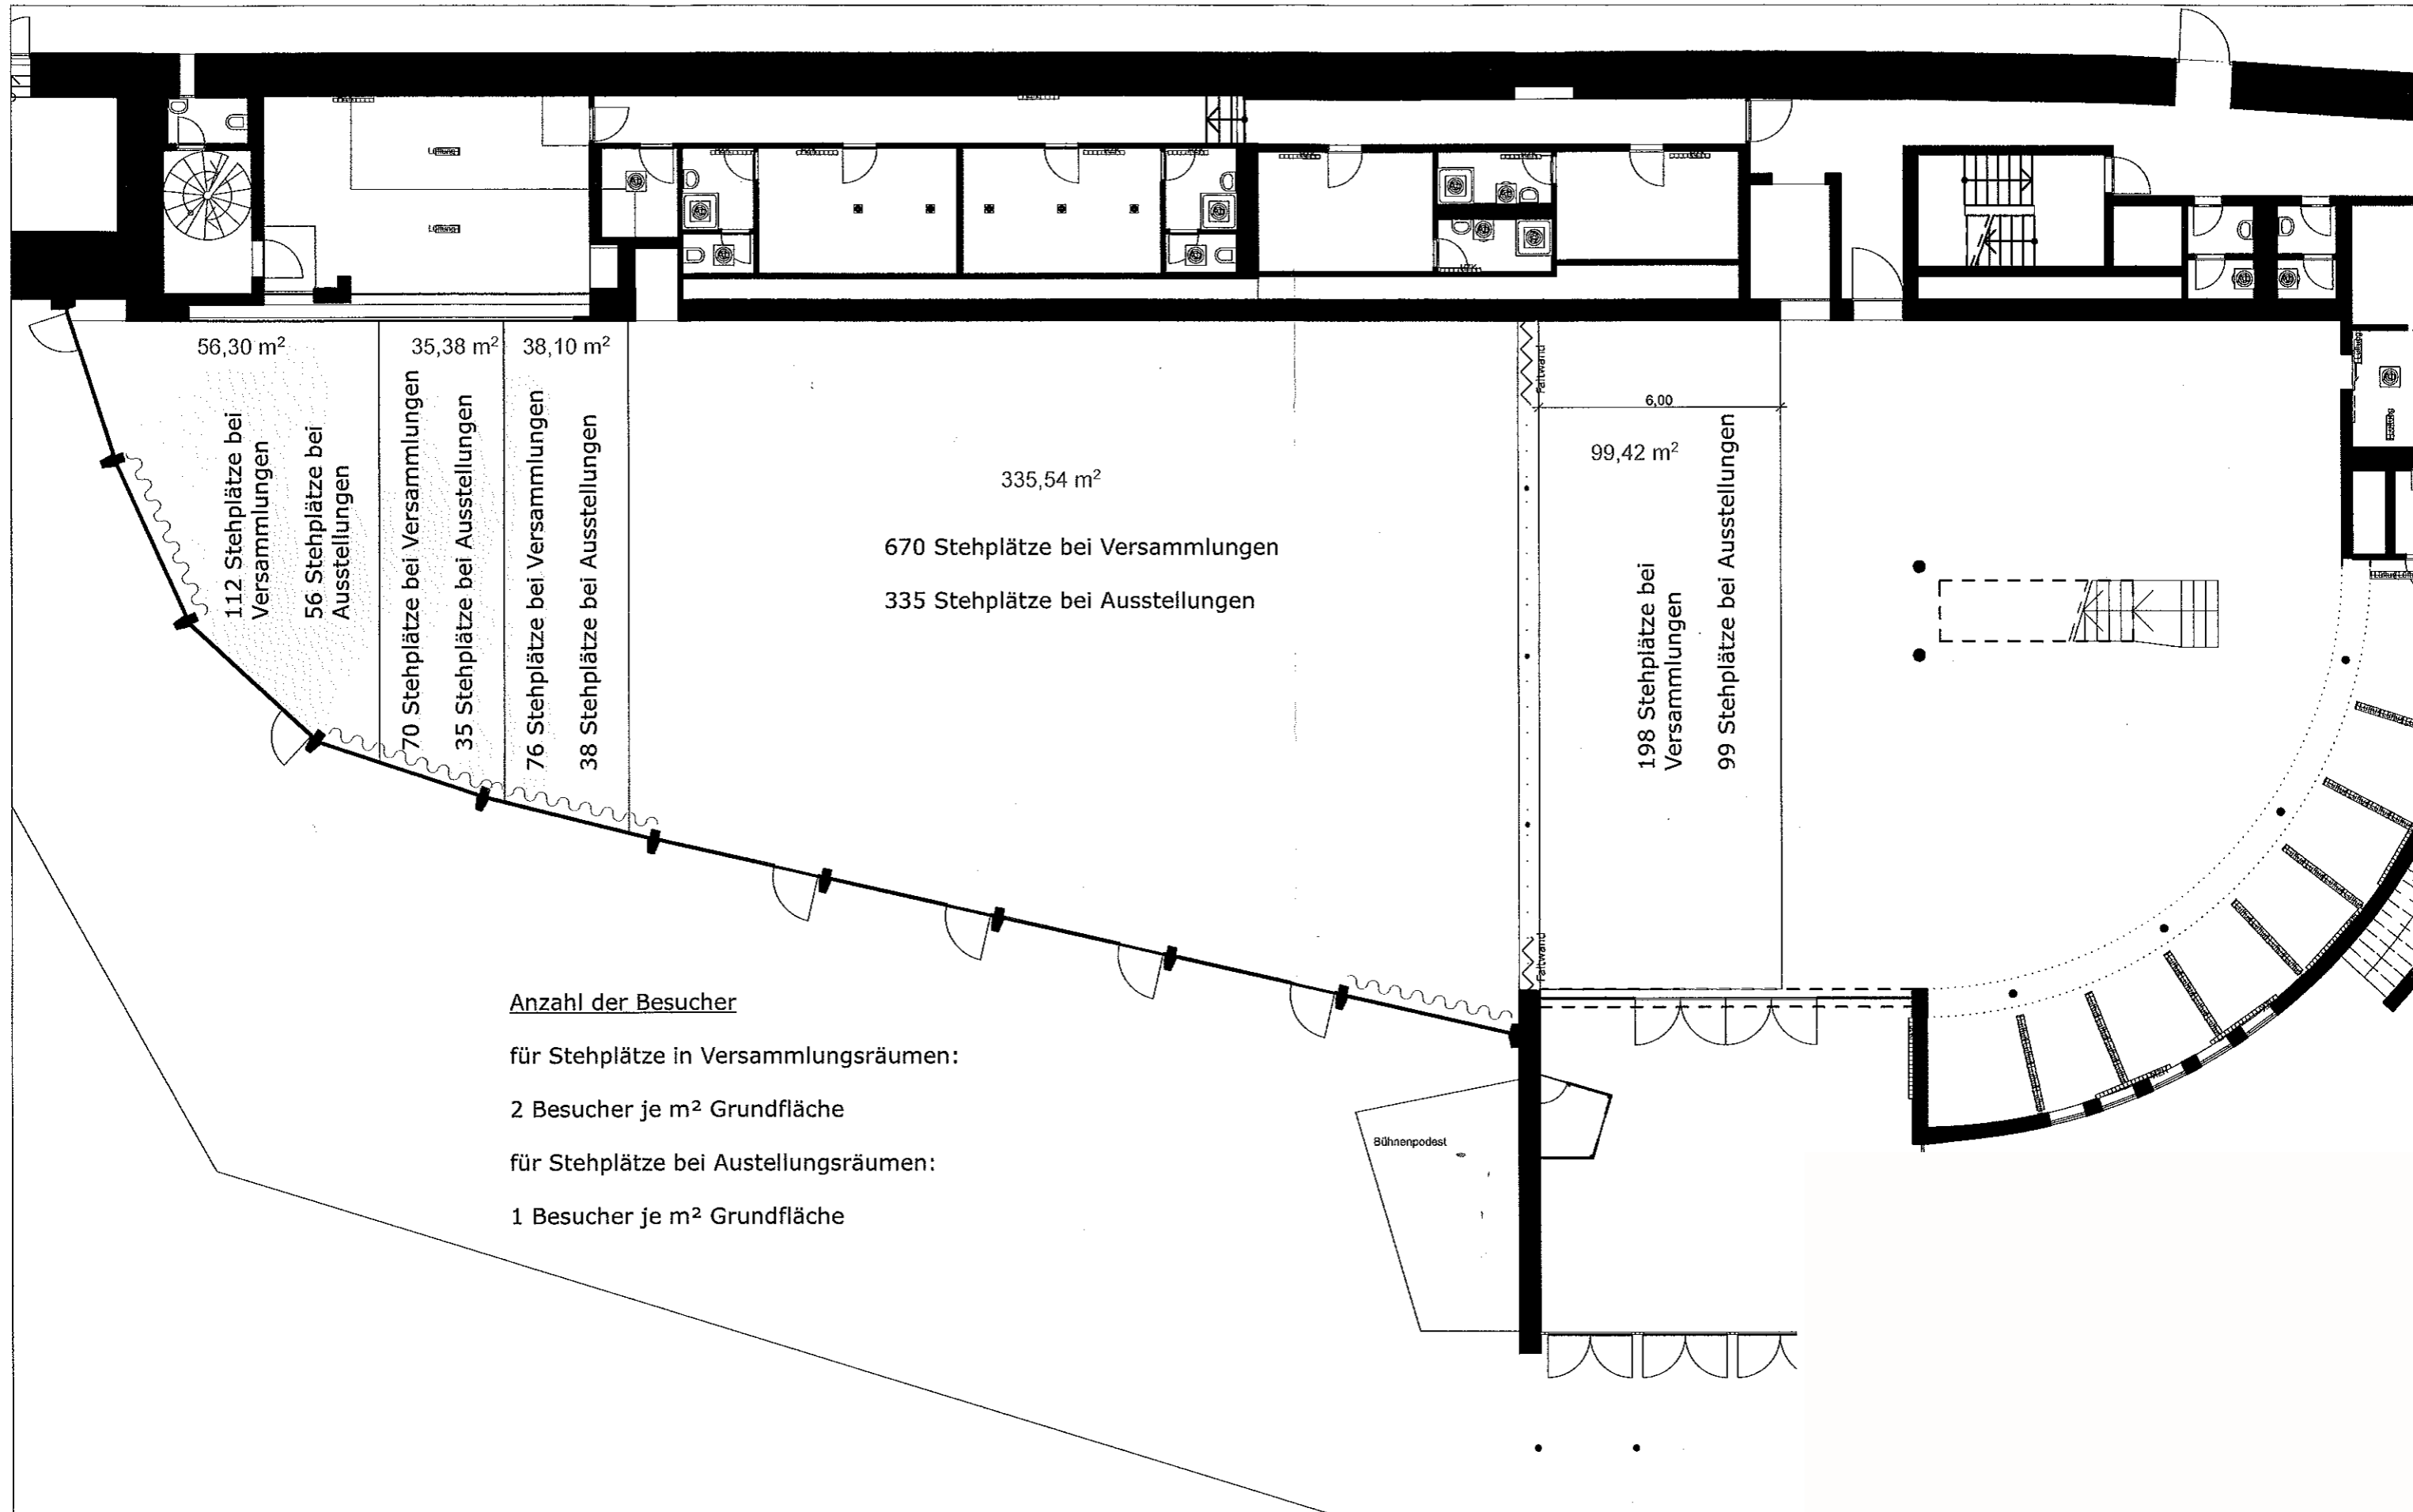 Lüftung
Lüftung
56,30 m²
35,38 m²
38,10 m²
112 Stehplätze bei
Versammlungen
56 Stehplätze bei
Ausstellungen
70 Stehplätze bei Versammlungen
35 Stehplätze bei Ausstellungen
76 Stehplätze bei Versammlungen
38 Stehplätze bei Ausstellungen
335,54 m²
670 Stehplätze bei Versammlungen
335 Stehplätze bei Ausstellungen
Faltwand
6,00
99,42 m²
198 Stehplätze bei
Versammlungen
99 Stehplätze bei Ausstellungen
Faltwand
Anzahl der Besucher
für Stehplätze in Versammlungsräumen:
2 Besucher je m² Grundfläche
für Stehplätze bei Austellungsräumen:
1 Besucher je m² Grundfläche
Bühnenpodest